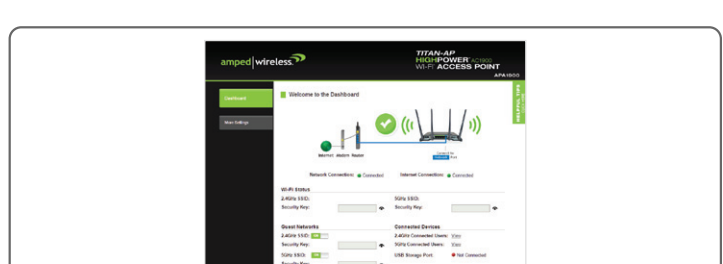 amped wireless
TITAN-AP
HIGHPOWER AC1900
WI-FI ACCESS POINT
APA1900
HELPFUL TIPS
Dashboard
Welcome to the Dashboard
More Settings
Internet Modem Router
Network Connection: Connected Internet Connection: Connected
Wi-Fi Status
2.4GHz SSID: 5GHz SSID:
Security Key: Security Key:
Guest Networks Connected Devices
2.4GHz SSID: 2.4GHz Connected Users: View
Security Key: 5GHz Connected Users: View
5GHz SSID: USB Storage Port: Not Connected
Security Key: